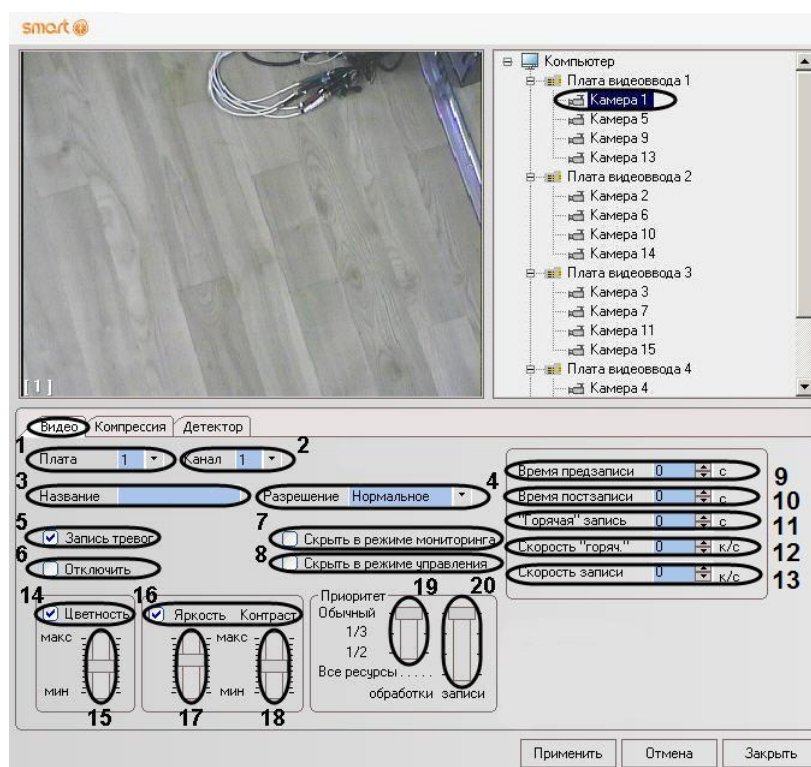 smart
Компьютер
Плата видеоввода 1
Камера 1
Камера 5
Камера 9
Камера 13
Плата видеоввода 2
Камера 2
Камера 6
Камера 10
Камера 14
Плата видеоввода 3
Камера 3
Камера 7
Камера 11
Камера 15
Плата видеоввода 4
Камера 4
[1]
Видео Компрессия Детектор
1 Плата 1 Канал 1 2
3 Название Разрешение Нормальное 4
5 Запись тревог
6 Отключить
7 Скрыть в режиме мониторинга
8 Скрыть в режиме управления
Время предзаписи 0 с 9
Время постзаписи 0 с 10
"Горячая" запись 0 с 11
Скорость "горяч." 0 к/с 12
Скорость записи 0 к/с 13
14 Цветность
макс
мин
15
16 Яркость Контраст
макс
мин
17 18
Приоритет 19 20
Обычный
1/3
1/2
Все ресурсы . . . . .
обработки записи
Применить Отмена Закрыть